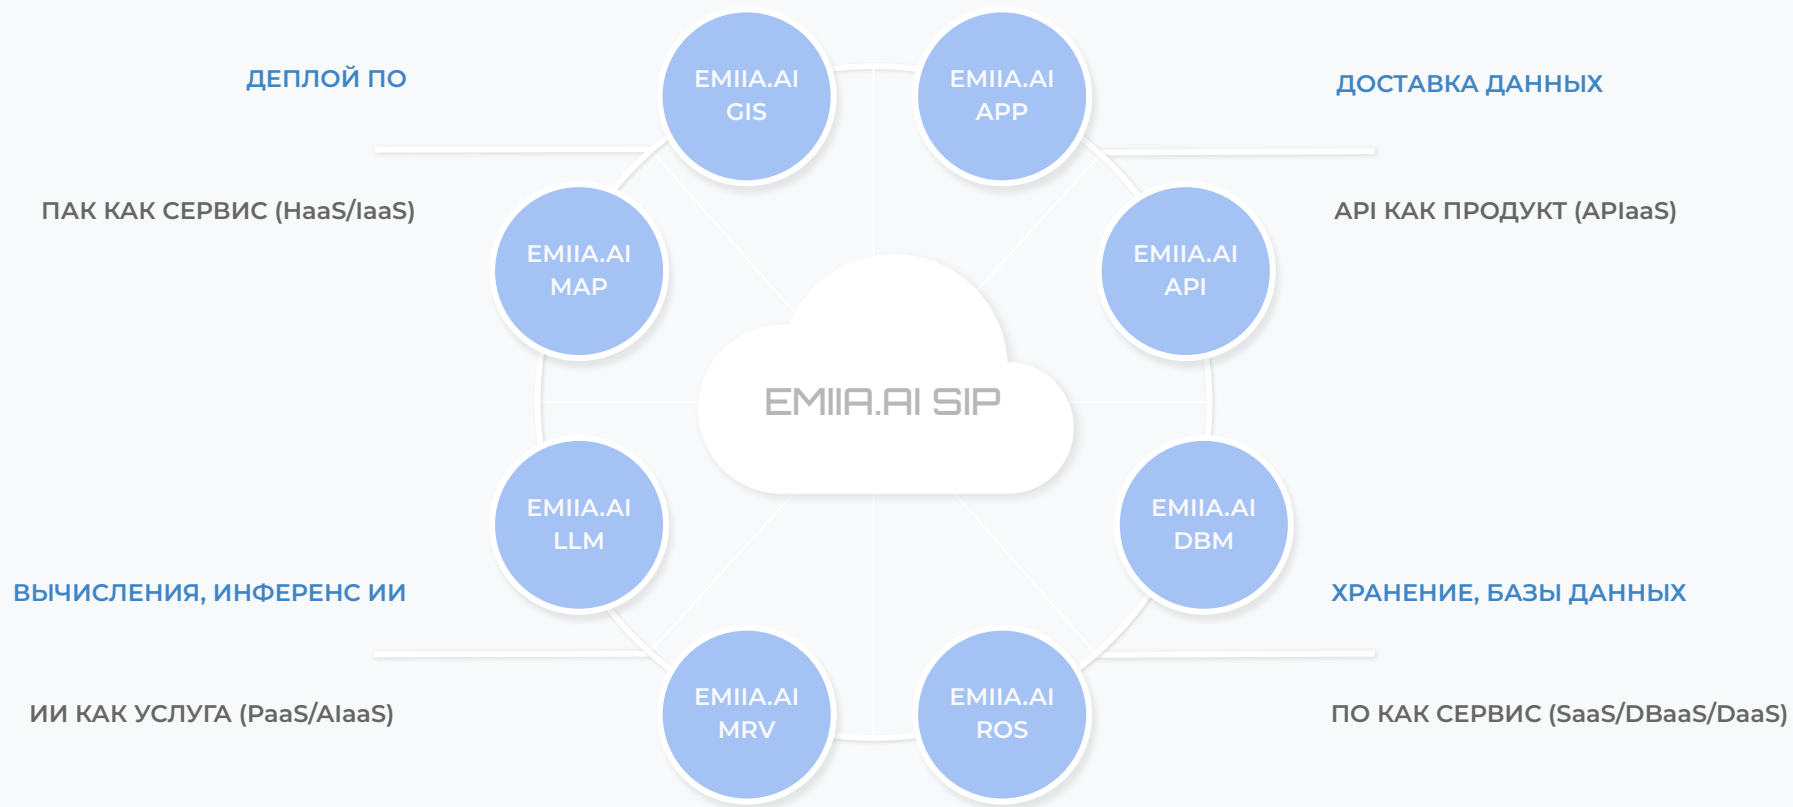 ДЕПЛОЙ ПО
ПАК КАК СЕРВИС (HaaS/IaaS)
EMIIA.AI
GIS
EMIIA.AI
APP
ДОСТАВКА ДАННЫХ
API КАК ПРОДУКТ (APIaaS)
EMIIA.AI
MAP
EMIIA.AI
API
EMIIA.AI SIP
EMIIA.AI
LLM
EMIIA.AI
DBM
ВЫЧИСЛЕНИЯ, ИНФЕРЕНС ИИ
ИИ КАК УСЛУГА (PaaS/AIaaS)
EMIIA.AI
MRV
EMIIA.AI
ROS
ХРАНЕНИЕ, БАЗЫ ДАННЫХ
ПО КАК СЕРВИС (SaaS/DBaaS/DaaS)